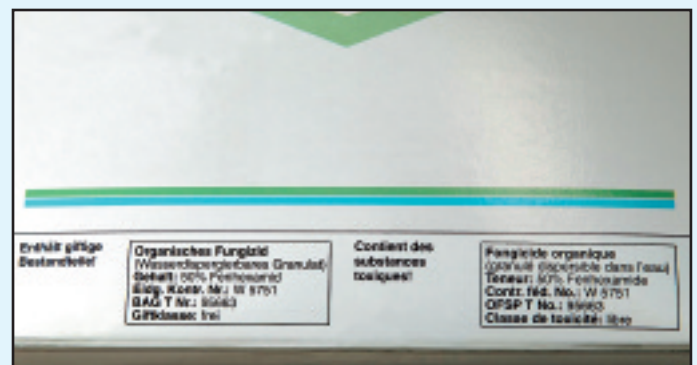 Enthält giftige
Bestandteile!
Organisches Fungizid
(Wasserdispergierbares Granulat)
Gehalt: 50% Fenhexamid
Eidg. Kontr. Nr.: W 5751
BAG T Nr.:
Giftklasse: frei
Contient des
substances
toxiques!
Fongicide organique
(granulé dispersible dans l'eau)
Teneur: 50% Fenhexamide
Contr. féd. No.: W 5751
OFSP T No.:
Classe de toxicité: libre